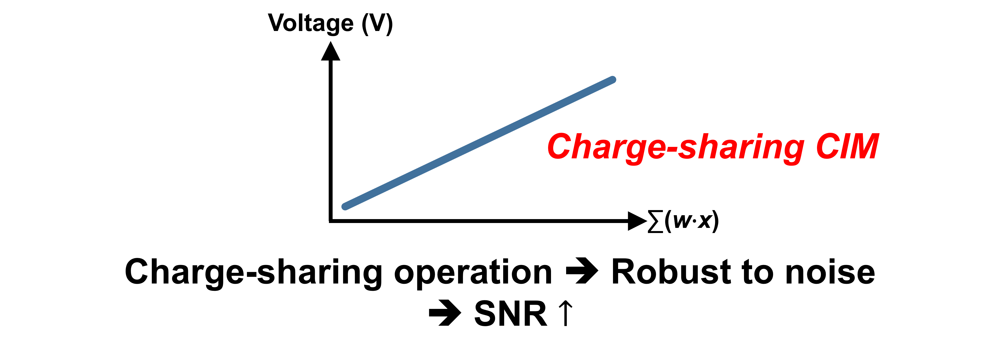 Voltage (V)
Charge-sharing CIM
∑(w·x)
Charge-sharing operation ➔ Robust to noise
➔ SNR ↑